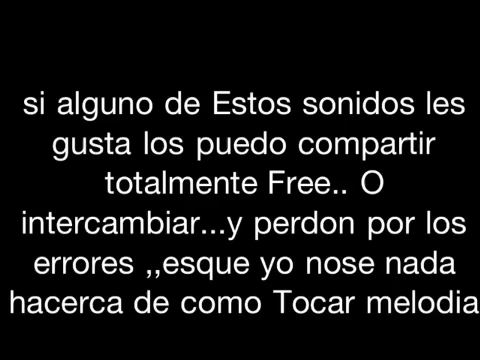 si alguno de Estos sonidos les
gusta los puedo compartir
totalmente Free.. O
intercambiar...y perdon por los
errores ,,esque yo nose nada
hacerca de como Tocar melodia